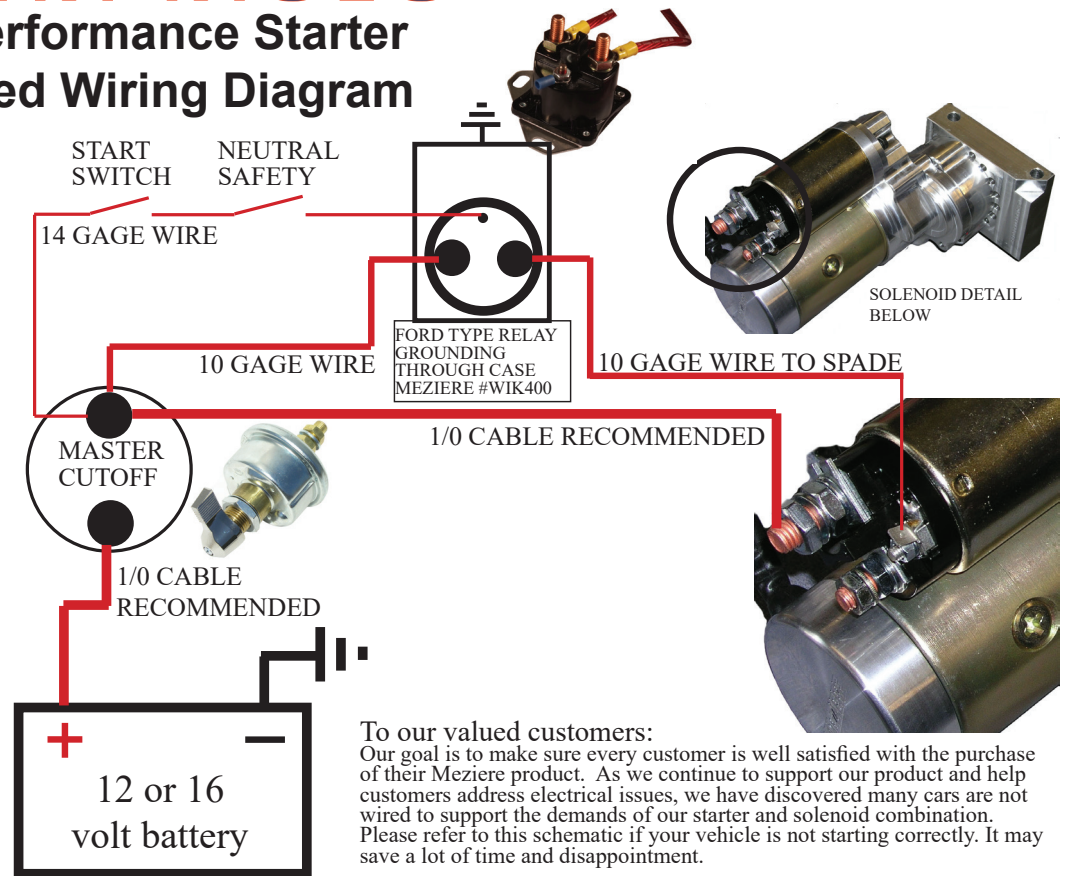 erformance Starter
ed Wiring Diagram
START
SWITCH
NEUTRAL
SAFETY
14 GAGE WIRE
SOLENOID DETAIL
BELOW
FORD TYPE RELAY
GROUNDING
THROUGH CASE
MEZIERE #WIK400
10 GAGE WIRE
10 GAGE WIRE TO SPADE
1/0 CABLE RECOMMENDED
MASTER
CUTOFF
1/0 CABLE
RECOMMENDED
+ —
12 or 16
volt battery
To our valued customers:
Our goal is to make sure every customer is well satisfied with the purchase
of their Meziere product.  As we continue to support our product and help
customers address electrical issues, we have discovered many cars are not
wired to support the demands of our starter and solenoid combination.
Please refer to this schematic if your vehicle is not starting correctly. It may
save a lot of time and disappointment.